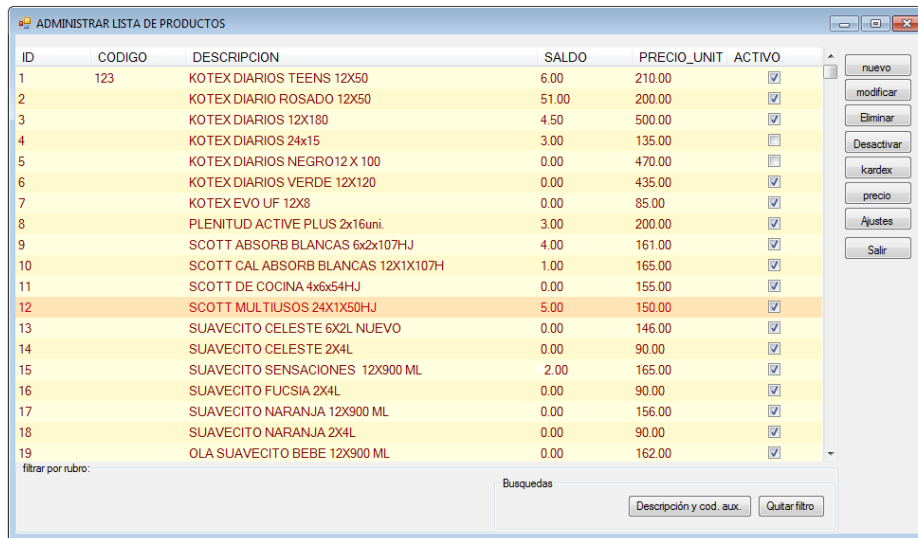 ADMINISTRAR LISTA DE PRODUCTOS
ID CODIGO DESCRIPCION SALDO PRECIO_UNIT ACTIVO
1 123 KOTEX DIARIOS TEENS 12X50 6.00 210.00
2 KOTEX DIARIO ROSADO 12X50 51.00 200.00
3 KOTEX DIARIOS 12X180 4.50 500.00
4 KOTEX DIARIOS 24x15 3.00 135.00
5 KOTEX DIARIOS NEGRO12 X 100 0.00 470.00
6 KOTEX DIARIOS VERDE 12X120 0.00 435.00
7 KOTEX EVO UF 12X8 0.00 85.00
8 PLENITUD ACTIVE PLUS 2x16uni. 3.00 200.00
9 SCOTT ABSORB BLANCAS 6x2x107HJ 4.00 161.00
10 SCOTT CAL ABSORB BLANCAS 12X1X107H 1.00 165.00
11 SCOTT DE COCINA 4x6x54HJ 0.00 155.00
12 SCOTT MULTIUSOS 24X1X50HJ 5.00 150.00
13 SUAVECITO CELESTE 6X2L NUEVO 0.00 146.00
14 SUAVECITO CELESTE 2X4L 0.00 90.00
15 SUAVECITO SENSACIONES 12X900 ML 2.00 165.00
16 SUAVECITO FUCSIA 2X4L 0.00 90.00
17 SUAVECITO NARANJA 12X900 ML 0.00 156.00
18 SUAVECITO NARANJA 2X4L 0.00 90.00
19 OLA SUAVECITO BEBE 12X900 ML 0.00 162.00
nuevo
modificar
Eliminar
Desactivar
kardex
precio
Ajustes
Salir
filtrar por rubro:
Busquedas
Descripción y cod. aux. Quitar filtro